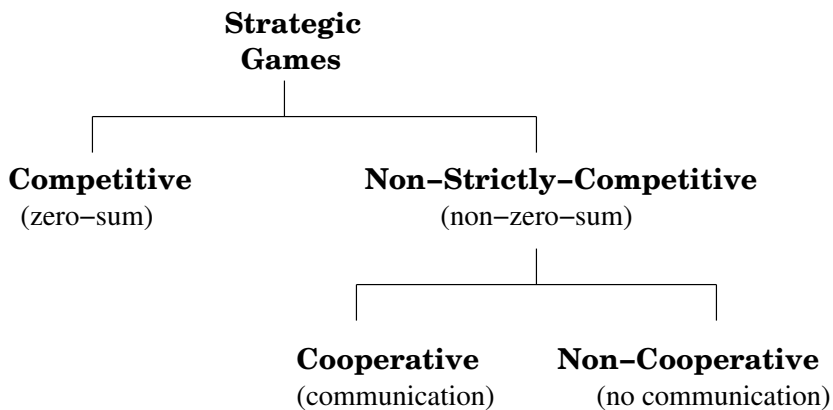 Strategic
Games
Competitive
(zero−sum)
Non−Strictly−Competitive
(non−zero−sum)
Cooperative
(communication)
Non−Cooperative
(no communication)